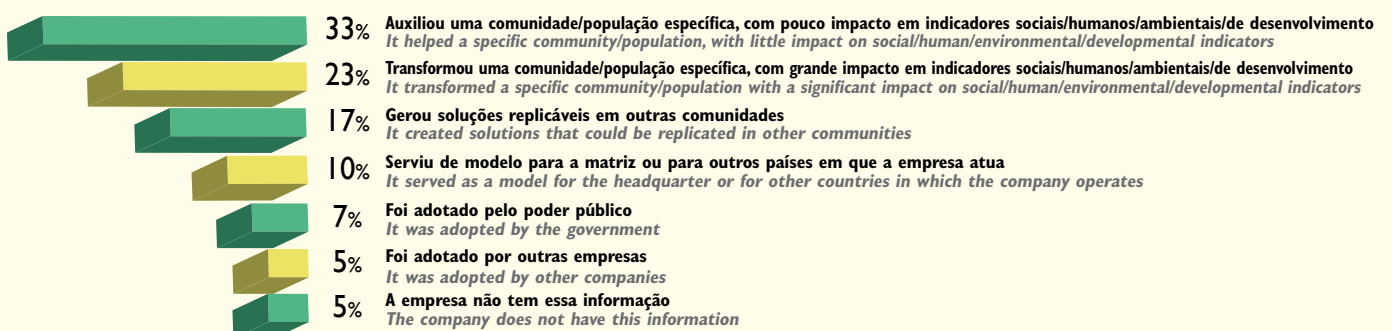 33% Auxiliou uma comunidade/população específica, com pouco impacto em indicadores sociais/humanos/ambientais/de desenvolvimento
It helped a specific community/population, with little impact on social/human/environmental/developmental indicators
23% Transformou uma comunidade/população específica, com grande impacto em indicadores sociais/humanos/ambientais/de desenvolvimento
It transformed a specific community/population with a significant impact on social/human/environmental/developmental indicators
17% Gerou soluções replicáveis em outras comunidades
It created solutions that could be replicated in other communities
10% Serviu de modelo para a matriz ou para outros países em que a empresa atua
It served as a model for the headquarter or for other countries in which the company operates
7% Foi adotado pelo poder público
It was adopted by the government
5% Foi adotado por outras empresas
It was adopted by other companies
5% A empresa não tem essa informação
The company does not have this information